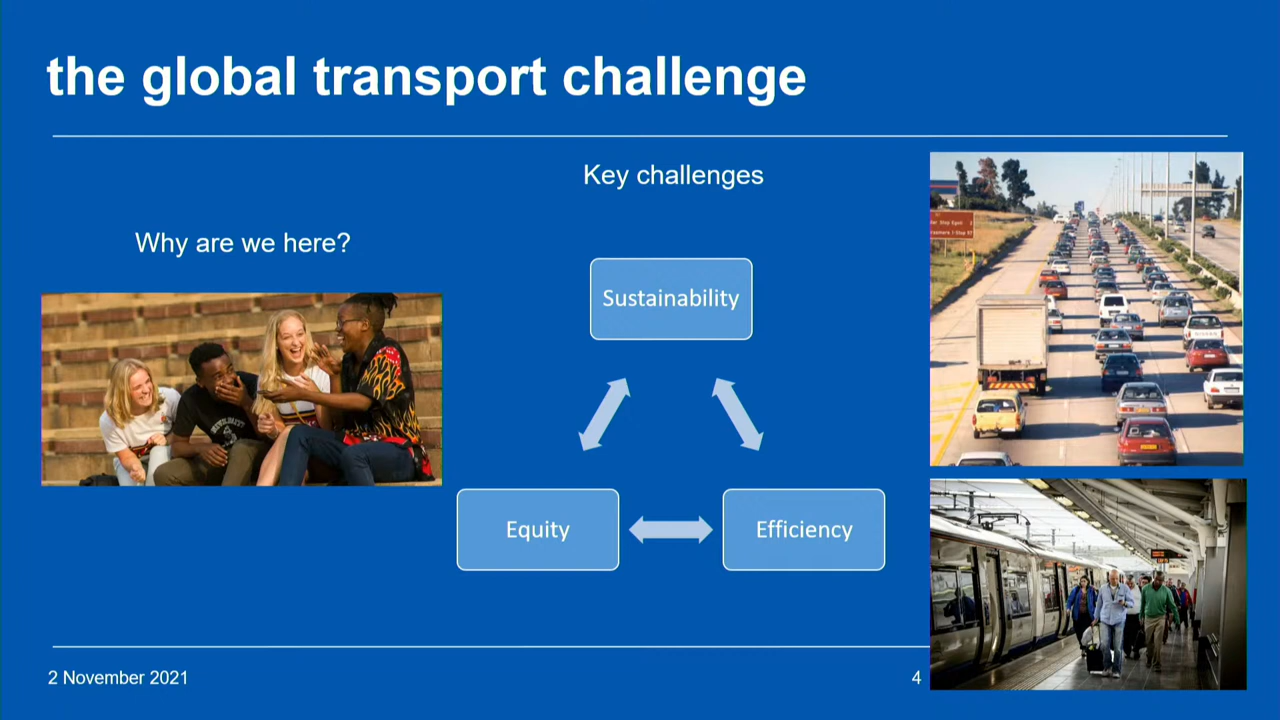 the global transport challenge
Key challenges
Why are we here?
Sustainability
Equity
Efficiency
2 November 2021
4